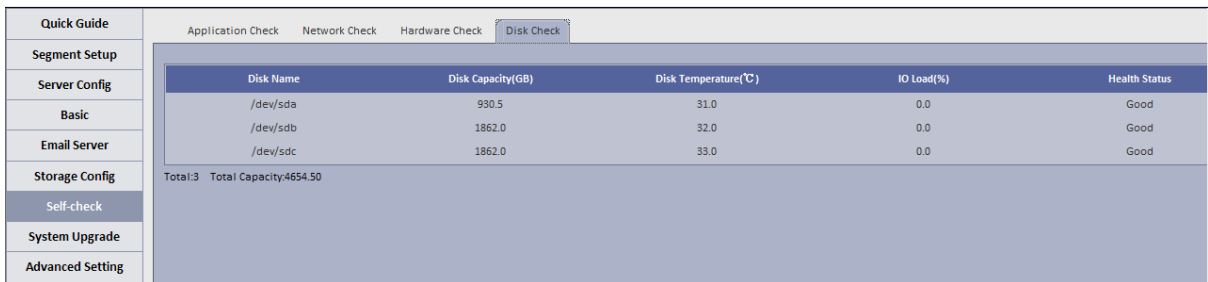 Quick Guide
Segment Setup
Server Config
Basic
Email Server
Storage Config
Self-check
System Upgrade
Advanced Setting
Application Check Network Check Hardware Check Disk Check
Disk Name Disk Capacity(GB) Disk Temperature(℃) IO Load(%) Health Status
/dev/sda 930.5 31.0 0.0 Good
/dev/sdb 1862.0 32.0 0.0 Good
/dev/sdc 1862.0 33.0 0.0 Good
Total:3 Total Capacity:4654.50